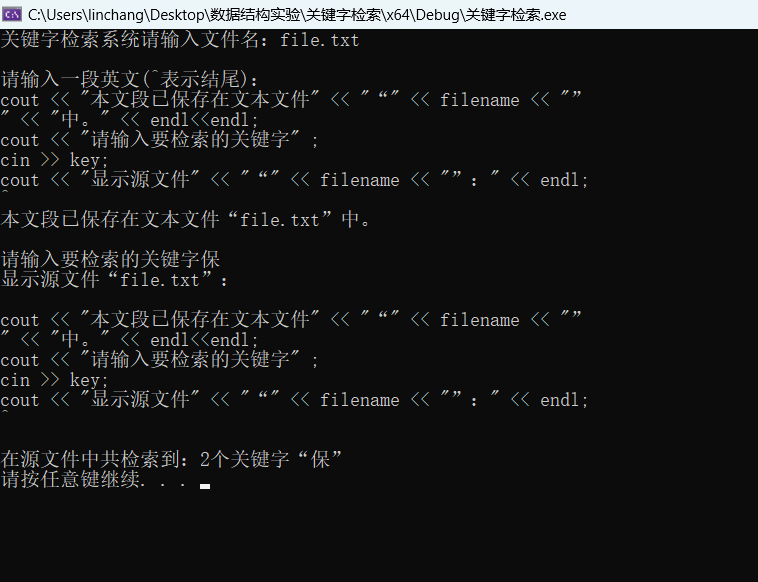 C:\Users\linchang\Desktop\数据结构实验\关键字检索\x64\Debug\关键字检索.exe
关键字检索系统请输入文件名：file.txt
请输入一段英文(^表示结尾)：
cout << "本文段已保存在文本文件" << "“" << filename << "”
" << "中。" << endl<<endl;
cout << "请输入要检索的关键字" ;
cin >> key;
cout << "显示源文件" << "“" << filename << "”：" << endl;
^
本文段已保存在文本文件“file.txt”中。
请输入要检索的关键字保
显示源文件“file.txt”：
cout << "本文段已保存在文本文件" << "“" << filename << "”
" << "中。" << endl<<endl;
cout << "请输入要检索的关键字" ;
cin >> key;
cout << "显示源文件" << "“" << filename << "”：" << endl;
^
在源文件中共检索到：2个关键字“保”
请按任意键继续. . .